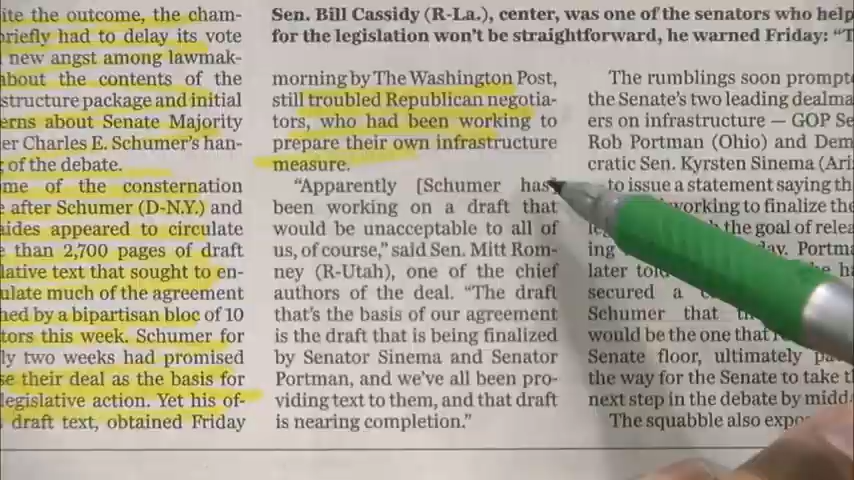 Sen. Bill Cassidy (R-La.), center, was one of the senators who help
for the legislation won't be straightforward, he warned Friday: "T
ite the outcome, the cham-
briefly had to delay its vote
new angst among lawmak-
about the contents of the
structure package and initial
erns about Senate Majority
er Charles E. Schumer's han-
of the debate.
me of the consternation
after Schumer (D-N.Y.) and
aides appeared to circulate
than 2,700 pages of draft
lative text that sought to en-
ulate much of the agreement
ned by a bipartisan bloc of 10
tors this week. Schumer for
ly two weeks had promised
se their deal as the basis for
legislative action. Yet his of-
draft text, obtained Friday
morning by The Washington Post,
still troubled Republican negotia-
tors, who had been working to
prepare their own infrastructure
measure.
"Apparently [Schumer has]
been working on a draft that
would be unacceptable to all of
us, of course," said Sen. Mitt Rom-
ney (R-Utah), one of the chief
authors of the deal. "The draft
that's the basis of our agreement
is the draft that is being finalized
by Senator Sinema and Senator
Portman, and we've all been pro-
viding text to them, and that draft
is nearing completion."
The rumblings soon prompt
the Senate's two leading dealma
ers on infrastructure — GOP Se
Rob Portman (Ohio) and Dem
cratic Sen. Kyrsten Sinema (Ari
to issue a statement saying th
working to finalize the
the goal of relea
ing day. Portma
later tol he ha
secured a
Schumer that
would be the one that
Senate floor, ultimately
the way for the Senate to take t
next step in the debate by midd
The squabble also expo